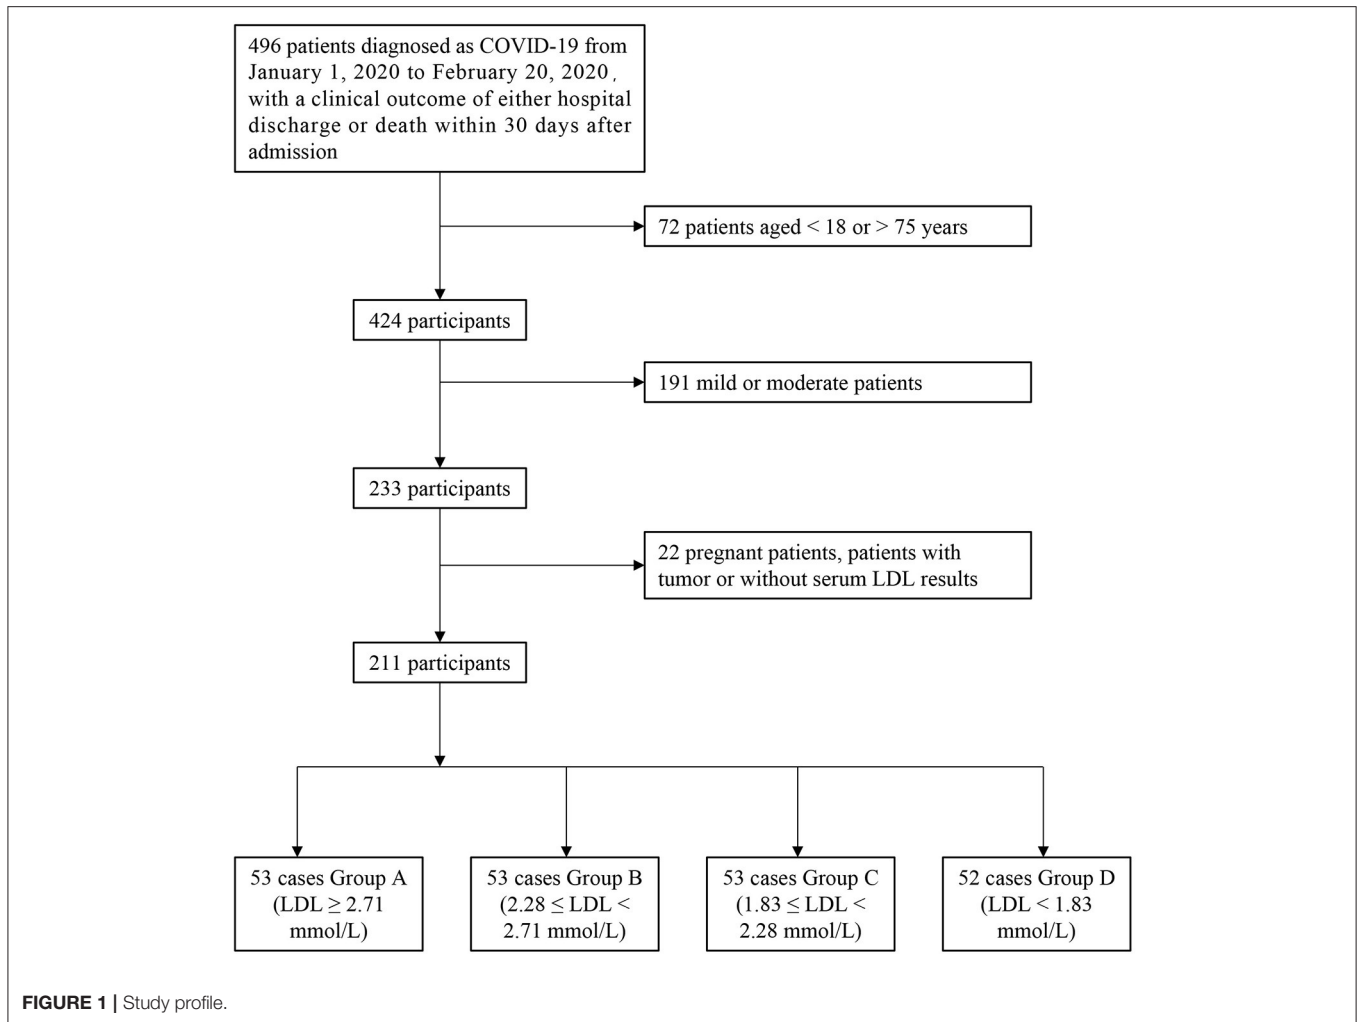 496 patients diagnosed as COVID-19 from
January 1, 2020 to February 20, 2020,
with a clinical outcome of either hospital
discharge or death within 30 days after
admission
72 patients aged < 18 or > 75 years
424 participants
191 mild or moderate patients
233 participants
22 pregnant patients, patients with
tumor or without serum LDL results
211 participants
53 cases Group A
(LDL ≥ 2.71
mmol/L)
53 cases Group B
(2.28 ≤ LDL <
2.71 mmol/L)
53 cases Group C
(1.83 ≤ LDL <
2.28 mmol/L)
52 cases Group D
(LDL < 1.83
mmol/L)
FIGURE 1 | Study profile.